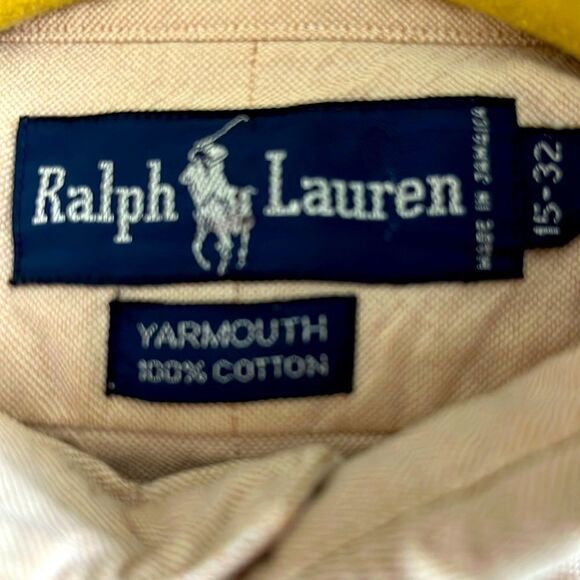 Ralph Lauren
MADE IN JAMAICA
15-32
YARMOUTH
100% COTTON